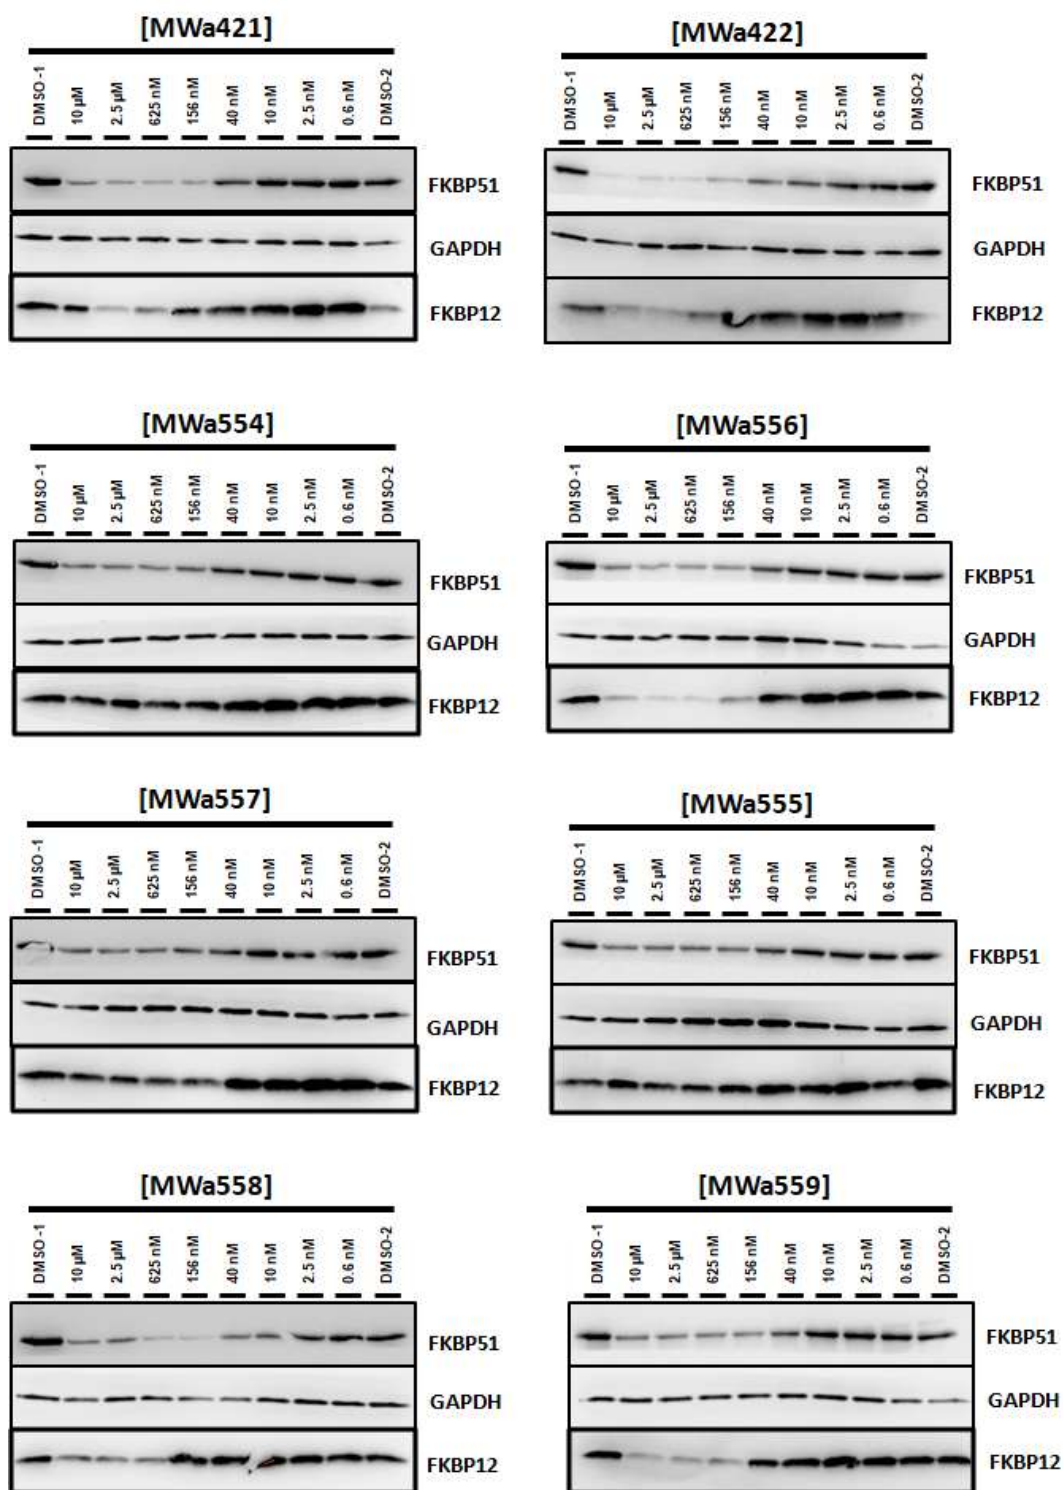 [MWa421]
DMSO-1 10 µM 2.5 µM 625 nM 156 nM 40 nM 10 nM 2.5 nM 0.6 nM DMSO-2
FKBP51
GAPDH
FKBP12
[MWa422]
DMSO-1 10 µM 2.5 µM 625 nM 156 nM 40 nM 10 nM 2.5 nM 0.6 nM DMSO-2
FKBP51
GAPDH
FKBP12
[MWa554]
DMSO-1 10 µM 2.5 µM 625 nM 156 nM 40 nM 10 nM 2.5 nM 0.6 nM DMSO-2
FKBP51
GAPDH
FKBP12
[MWa556]
DMSO-1 10 µM 2.5 µM 625 nM 156 nM 40 nM 10 nM 2.5 nM 0.6 nM DMSO-2
FKBP51
GAPDH
FKBP12
[MWa557]
DMSO-1 10 µM 2.5 µM 625 nM 156 nM 40 nM 10 nM 2.5 nM 0.6 nM DMSO-2
FKBP51
GAPDH
FKBP12
[MWa555]
DMSO-1 10 µM 2.5 µM 625 nM 156 nM 40 nM 10 nM 2.5 nM 0.6 nM DMSO-2
FKBP51
GAPDH
FKBP12
[MWa558]
DMSO-1 10 µM 2.5 µM 625 nM 156 nM 40 nM 10 nM 2.5 nM 0.6 nM DMSO-2
FKBP51
GAPDH
FKBP12
[MWa559]
DMSO-1 10 µM 2.5 µM 625 nM 156 nM 40 nM 10 nM 2.5 nM 0.6 nM DMSO-2
FKBP51
GAPDH
FKBP12